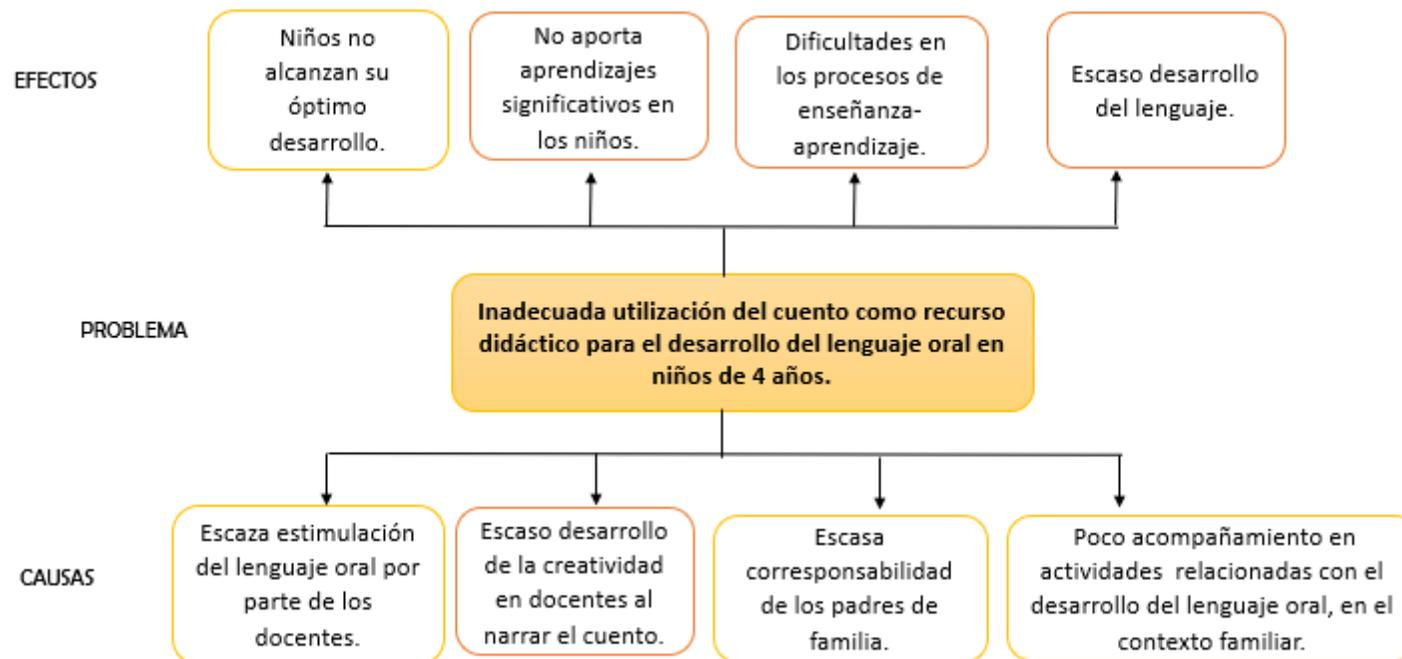 EFECTOS
Niños no
alcanzan su
óptimo
desarrollo.
No aporta
aprendizajes
significativos en
los niños.
Dificultades en
los procesos de
enseñanza-
aprendizaje.
Escaso desarrollo
del lenguaje.
PROBLEMA
Inadecuada utilización del cuento como recurso
didáctico para el desarrollo del lenguaje oral en
niños de 4 años.
CAUSAS
Escaza estimulación
del lenguaje oral por
parte de los
docentes.
Escaso desarrollo
de la creatividad
en docentes al
narrar el cuento.
Escasa
corresponsabilidad
de los padres de
familia.
Poco acompañamiento en
actividades relacionadas con el
desarrollo del lenguaje oral, en el
contexto familiar.